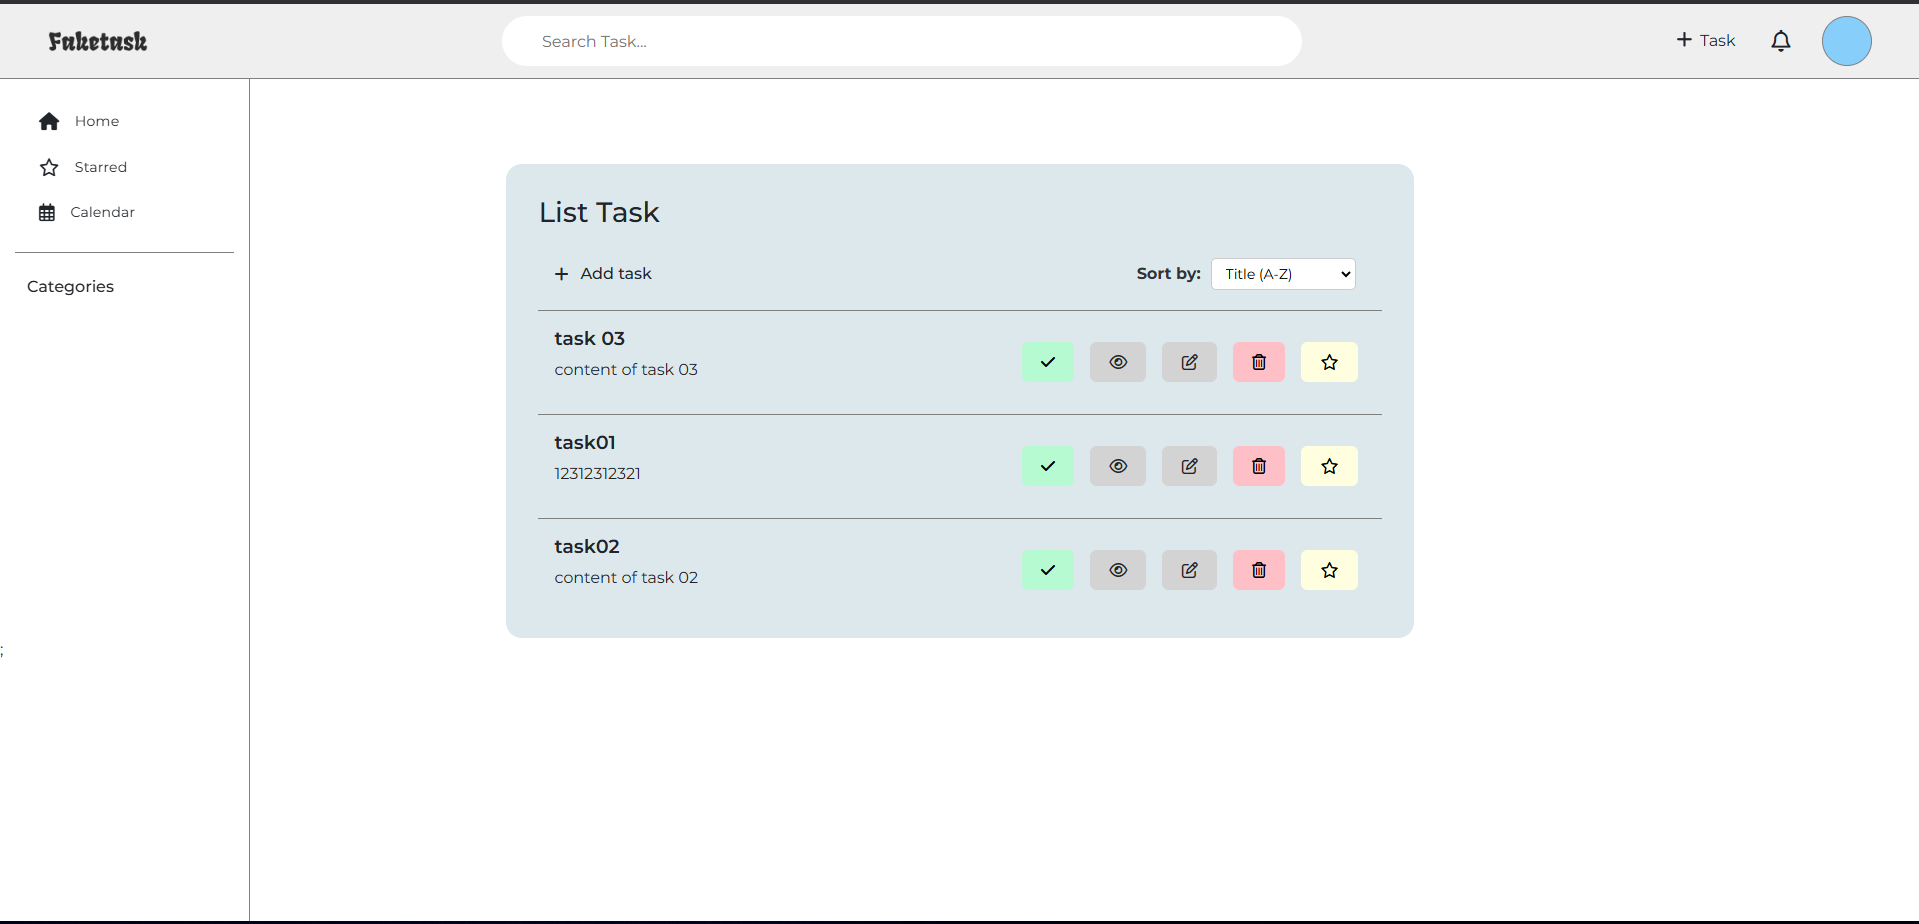 Faketask
Search Task...
Task
Home
Starred
Calendar
Categories
List Task
Add task
Sort by:
Title (A-Z)
task 03
content of task 03
task01
12312312321
task02
content of task 02
;